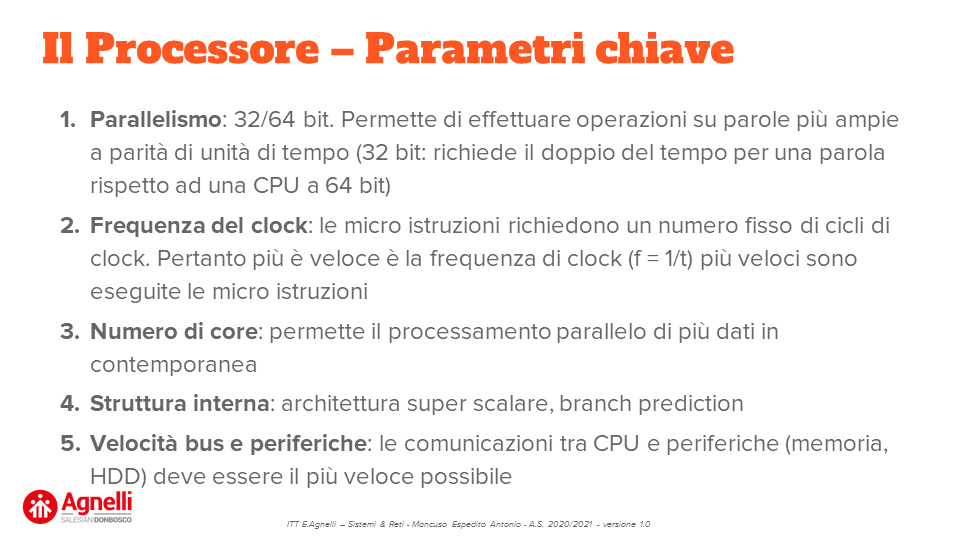 Il Processore – Parametri chiave
1. Parallelismo: 32/64 bit. Permette di effettuare operazioni su parole più ampie
a parità di unità di tempo (32 bit: richiede il doppio del tempo per una parola
rispetto ad una CPU a 64 bit)
2. Frequenza del clock: le micro istruzioni richiedono un numero fisso di cicli di
clock. Pertanto più è veloce è la frequenza di clock (f = 1/t) più veloci sono
eseguite le micro istruzioni
3. Numero di core: permette il processamento parallelo di più dati in
contemporanea
4. Struttura interna: architettura super scalare, branch prediction
5. Velocità bus e periferiche: le comunicazioni tra CPU e periferiche (memoria,
HDD) deve essere il più veloce possibile
Agnelli
SALESIANIDONBOSCO
ITT E.Agnelli – Sistemi & Reti - Mancuso Espedito Antonio - A.S. 2020/2021 - versione 1.0